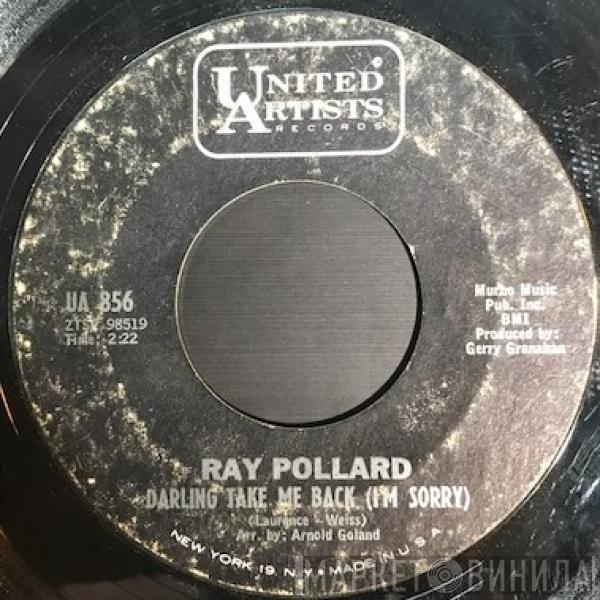 UNITED
ARTISTS
RECORDS
UA 856
ZTSP 98519
Time: 2:22
Murbo Music
Pub. Inc.
BMI
Produced by:
Gerry Granahan
RAY POLLARD
DARLING TAKE ME BACK (I'M SORRY)
(Laurence - Weiss)
Arr. by: Arnold Goland
NEW YORK 19, N.Y. • MADE IN U.S.A.
МАРКЕТ ВИНИЛА